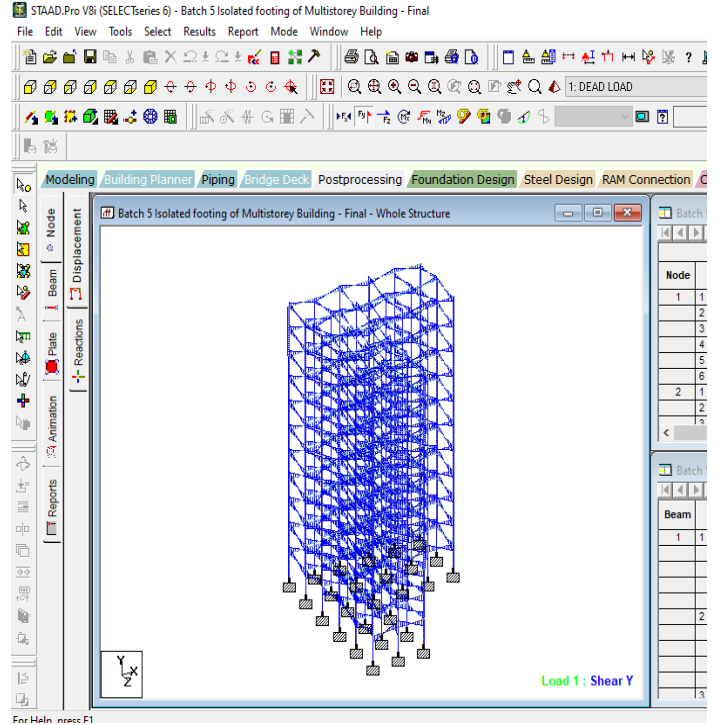 STAAD.Pro V8i (SELECTseries 6) - Batch 5 Isolated footing of Multistorey Building - Final
File Edit View Tools Select Results Report Mode Window Help
1: DEAD LOAD
Modeling Building Planner Piping Bridge Deck Postprocessing Foundation Design Steel Design RAM Connection C
Node
Beam
Plate
Animation
Reports
Displacement
Reactions
Batch 5 Isolated footing of Multistorey Building - Final - Whole Structure
Y
X
Z
Load 1 : Shear Y
Batch
Node
1 1
2
3
4
5
6
2 1
2
3
Batch
Beam
1 1
2
3
For Help, press F1